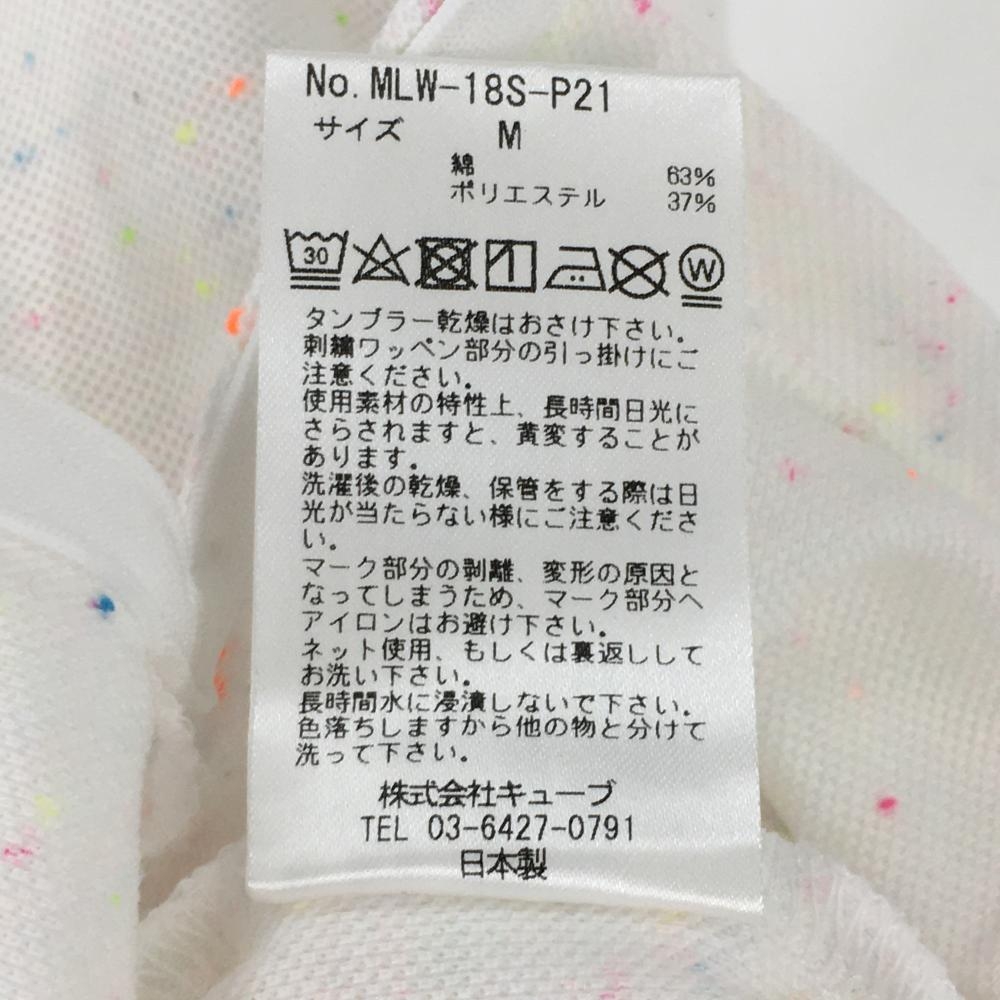 No. MLW-18S-P21
サイズ M
綿 63%
ポリエステル 37%
30 W
タンブラー乾燥はおさけ下さい。
刺繍ワッペン部分の引っ掛けにご
注意ください。
使用素材の特性上、長時間日光に
さらされますと、黄変することが
あります。
洗濯後の乾燥、保管をする際は日
光が当たらない様にご注意くださ
い。
マーク部分の剥離、変形の原因と
なってしまうため、マーク部分へ
アイロンはお避け下さい。
ネット使用、もしくは裏返しして
お洗い下さい。
長時間水に浸漬しないで下さい。
色落ちしますから他の物と分けて
洗って下さい。
株式会社キューブ
TEL 03-6427-0791
日本製